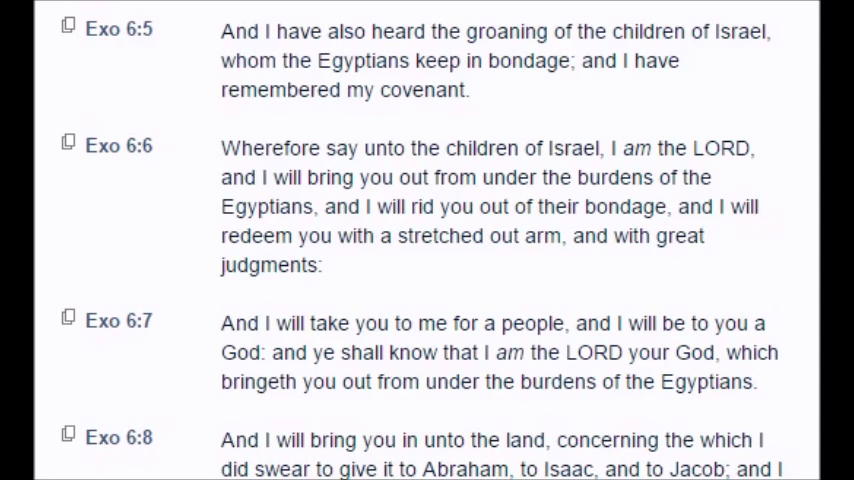 Exo 6:5 And I have also heard the groaning of the children of Israel,
whom the Egyptians keep in bondage; and I have
remembered my covenant.
Exo 6:6 Wherefore say unto the children of Israel, I am the LORD,
and I will bring you out from under the burdens of the
Egyptians, and I will rid you out of their bondage, and I will
redeem you with a stretched out arm, and with great
judgments:
Exo 6:7 And I will take you to me for a people, and I will be to you a
God: and ye shall know that I am the LORD your God, which
bringeth you out from under the burdens of the Egyptians.
Exo 6:8 And I will bring you in unto the land, concerning the which I
did swear to give it to Abraham, to Isaac, and to Jacob; and I